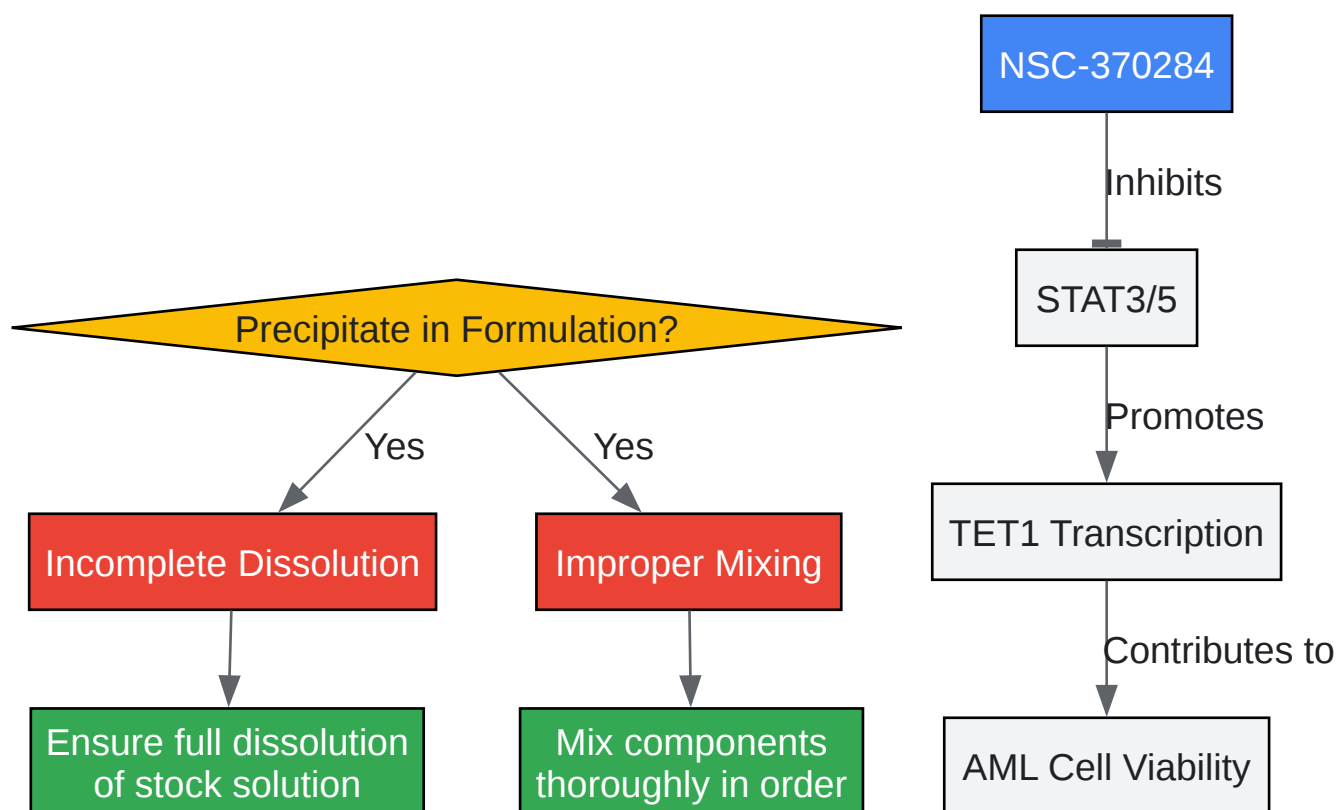 NSC-370284
Inhibits
STAT3/5
Precipitate in Formulation?
Promotes
Yes
Yes
TET1 Transcription
Incomplete Dissolution
Improper Mixing
Contributes to
Ensure full dissolution
of stock solution
Mix components
thoroughly in order
AML Cell Viability